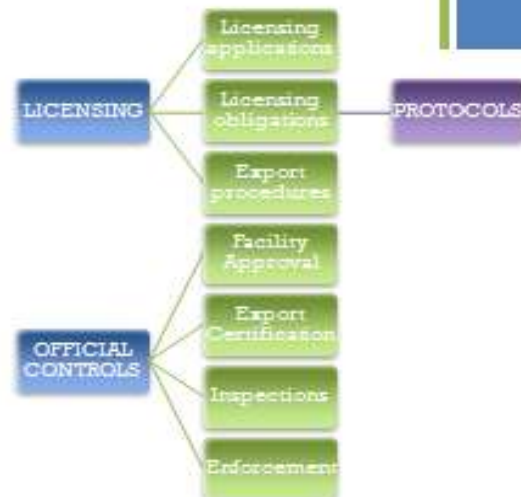 LICENSING
Licensing
applications
Licensing
obligations
Export
procedures
PROTOCOLS
OFFICIAL
CONTROLS
Facility
Approval
Export
Certification
Inspections
Enforcement